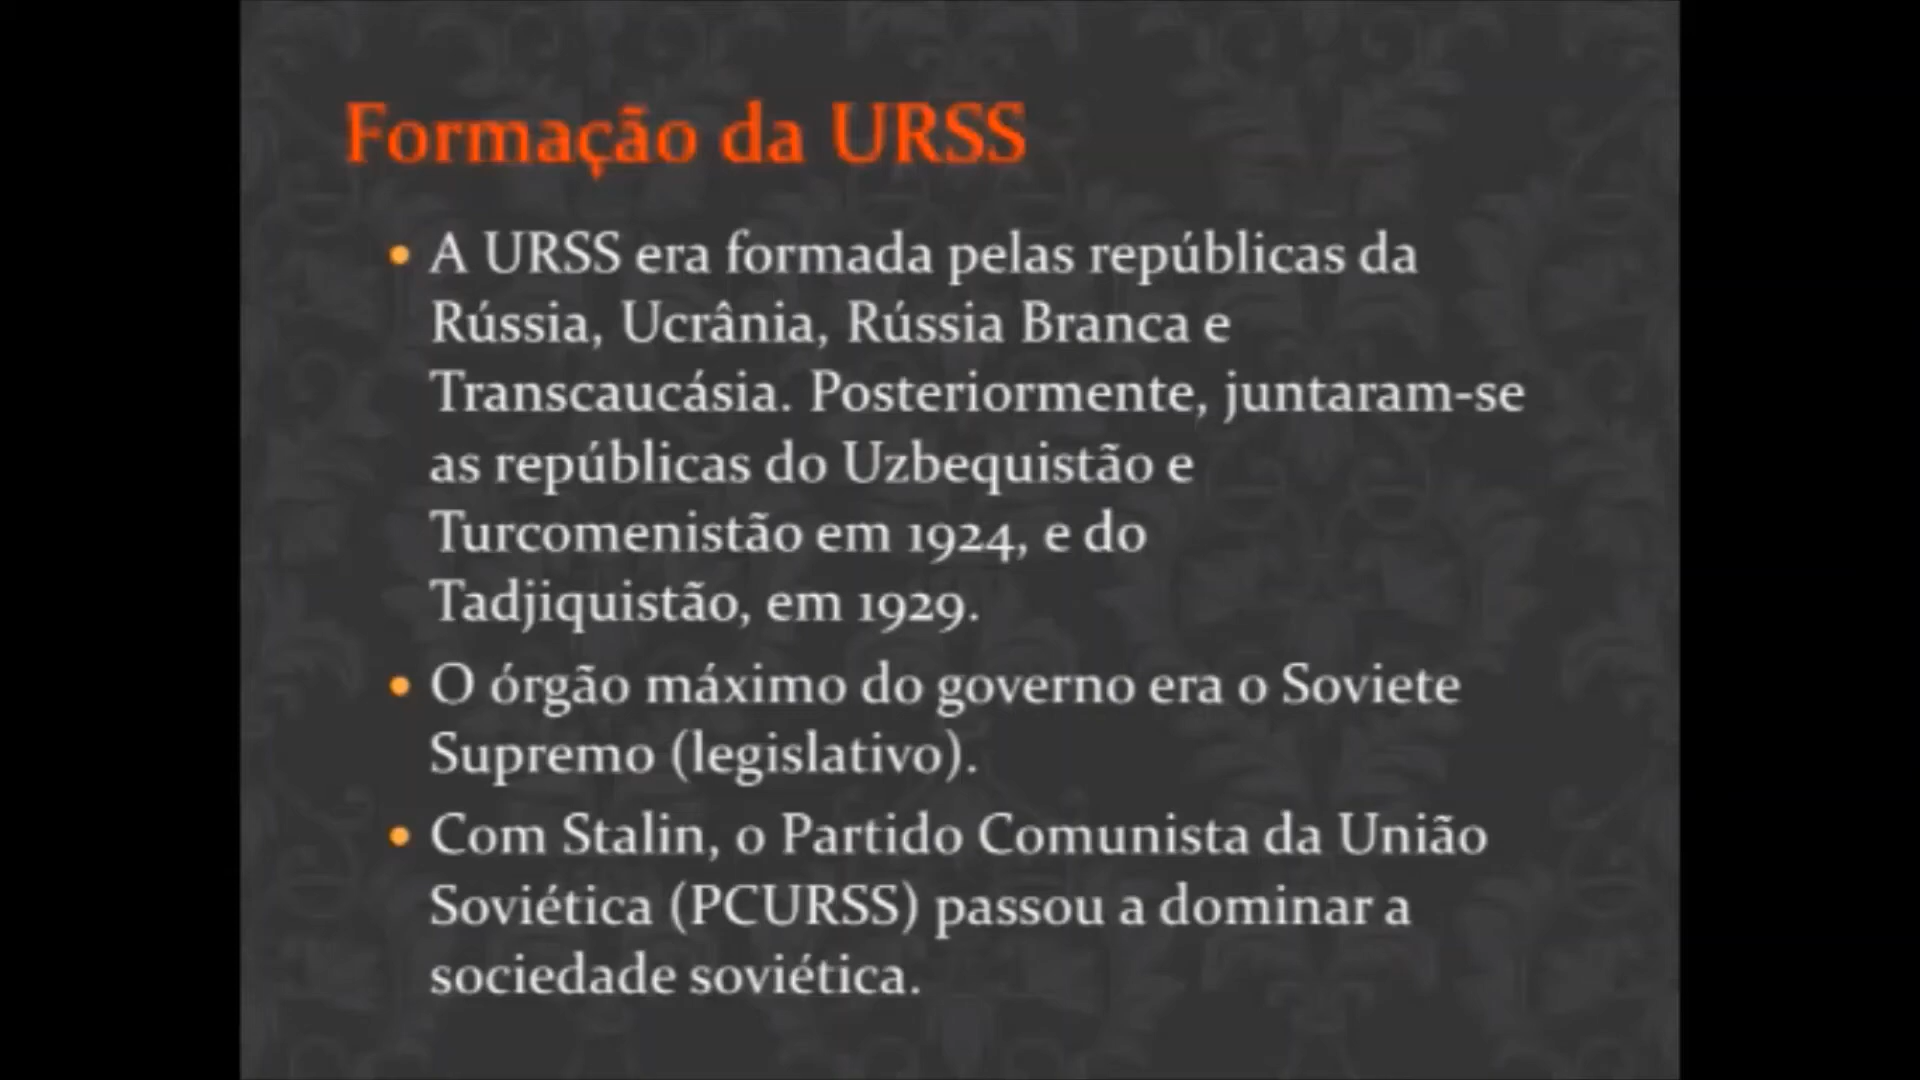 Formação da URSS
• A URSS era formada pelas repúblicas da
Rússia, Ucrânia, Rússia Branca e
Transcaucásia. Posteriormente, juntaram-se
as repúblicas do Uzbequistão e
Turcomenistão em 1924, e do
Tadjiquistão, em 1929.
• O órgão máximo do governo era o Soviete
Supremo (legislativo).
• Com Stalin, o Partido Comunista da União
Soviética (PCURSS) passou a dominar a
sociedade soviética.